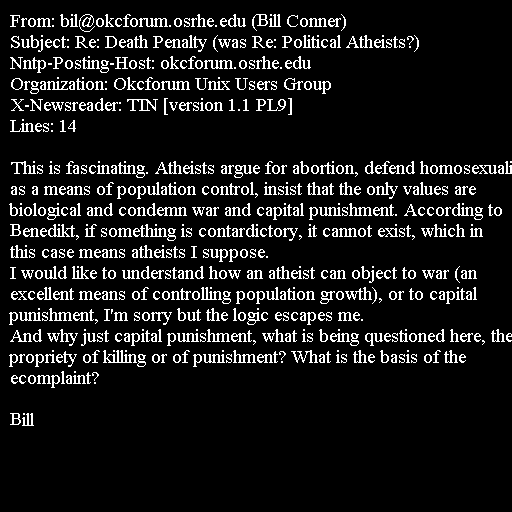 From: bil@okcforum.osrhe.edu (Bill Conner)
Subject: Re: Death Penalty (was Re: Political Atheists?)
Nntp-Posting-Host: okcforum.osrhe.edu
Organization: Okcforum Unix Users Group
X-Newsreader: TIN [version 1.1 PL9]
Lines: 14

This is fascinating. Atheists argue for abortion, defend homosexuali
as a means of population control, insist that the only values are
biological and condemn war and capital punishment. According to
Benedikt, if something is contardictory, it cannot exist, which in
this case means atheists I suppose.
I would like to understand how an atheist can object to war (an
excellent means of controlling population growth), or to capital
punishment, I'm sorry but the logic escapes me.
And why just capital punishment, what is being questioned here, the
propriety of killing or of punishment? What is the basis of the
ecomplaint?

Bill